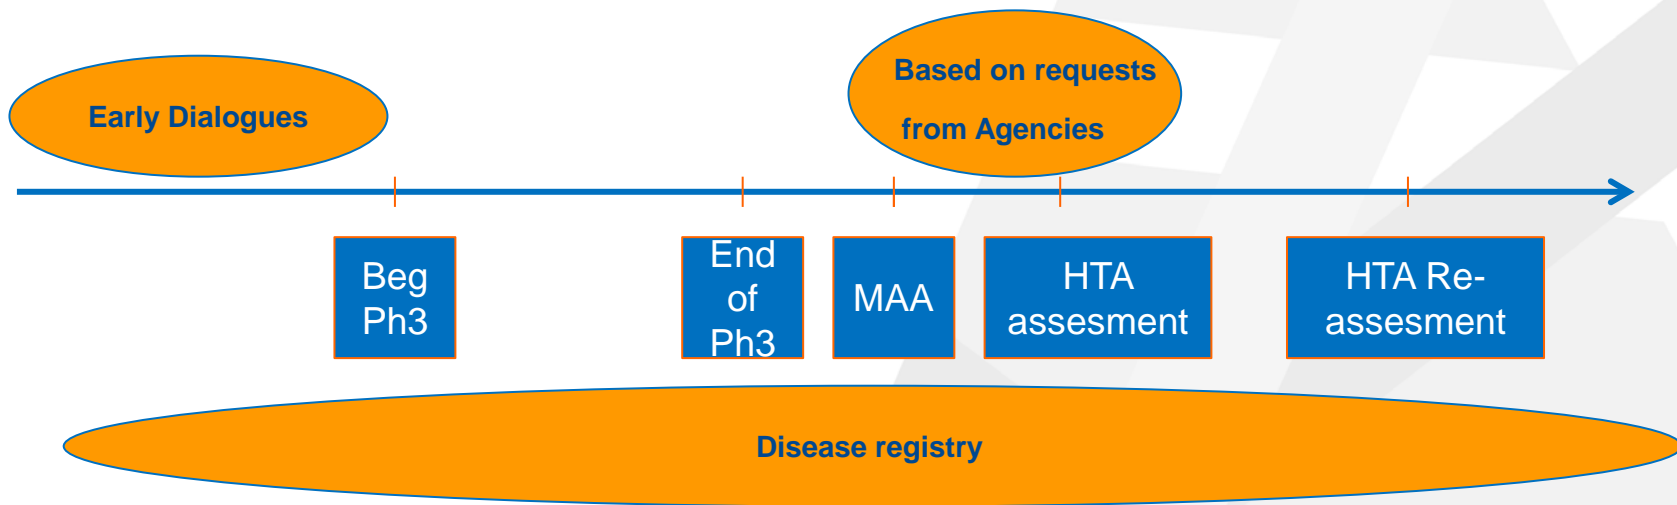 Early Dialogues
Based on requests
from Agencies
Beg
Ph3
End
of
Ph3
MAA
HTA
assesment
HTA Re-
assesment
Disease registry